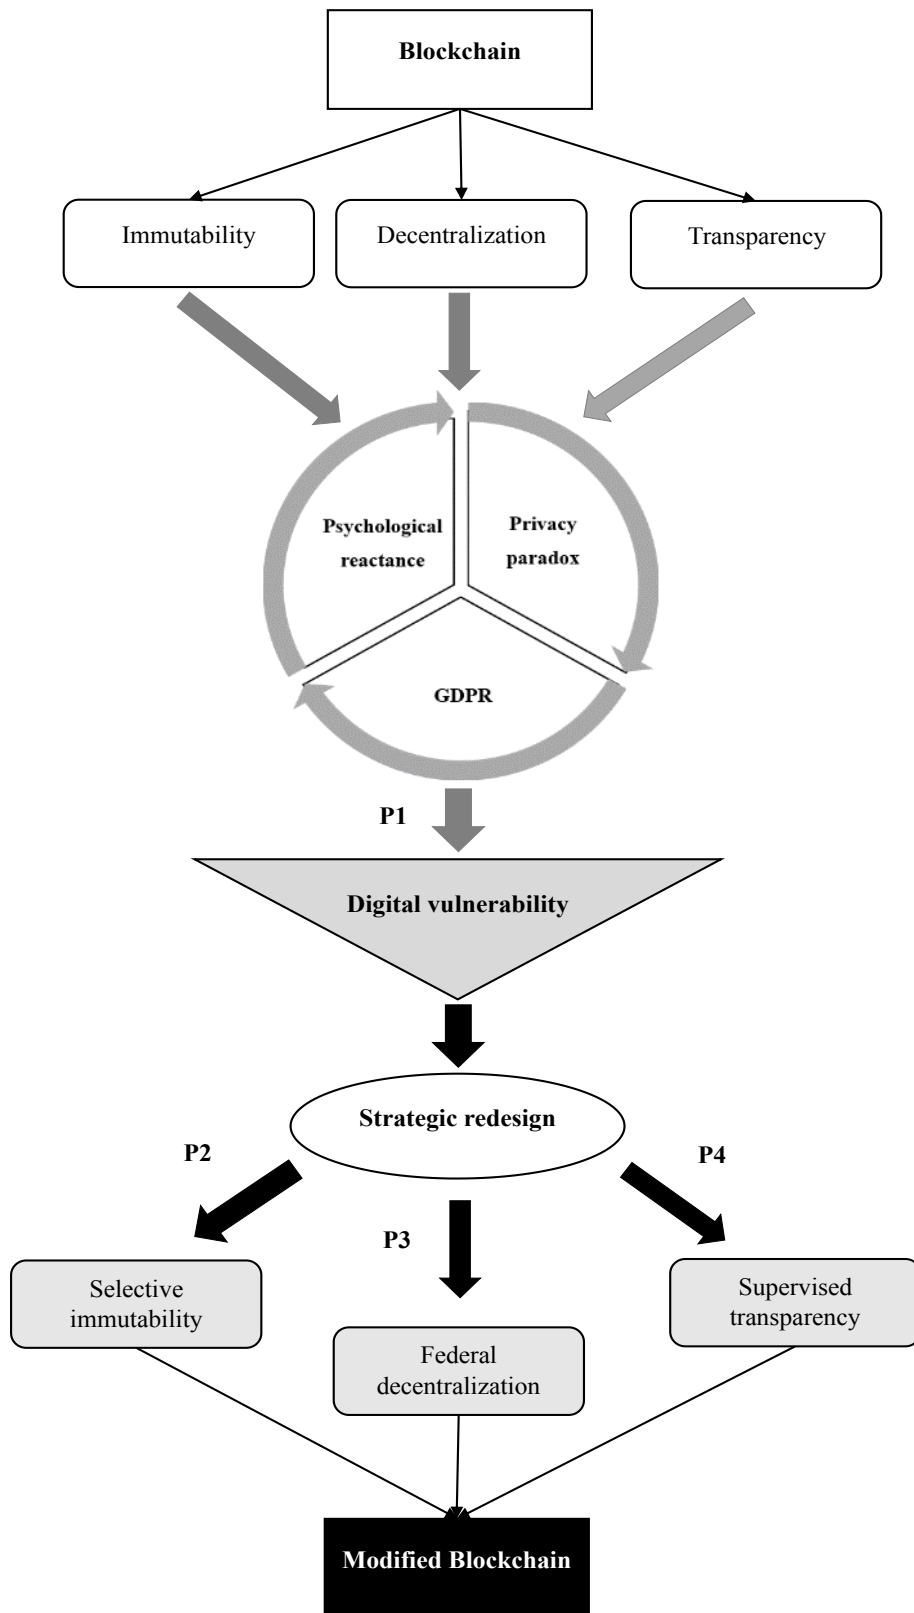 Blockchain
Immutability
Decentralization
Transparency
Psychological
reactance
Privacy
paradox
GDPR
P1
Digital vulnerability
Strategic redesign
P2
P3
P4
Selective
immutability
Federal
decentralization
Supervised
transparency
Modified Blockchain